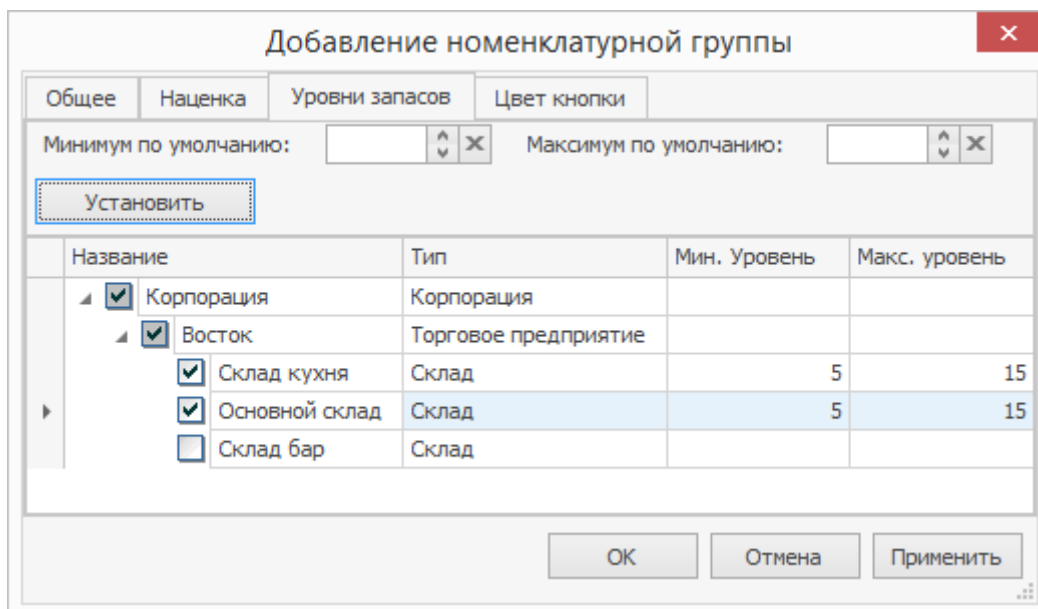 Добавление номенклатурной группы
Общее Наценка Уровни запасов Цвет кнопки
Минимум по умолчанию: Максимум по умолчанию:
Установить
Название Тип Мин. Уровень Макс. уровень
Корпорация Корпорация
Восток Торговое предприятие
Склад кухня Склад 5 15
Основной склад Склад 5 15
Склад бар Склад
ОК Отмена Применить